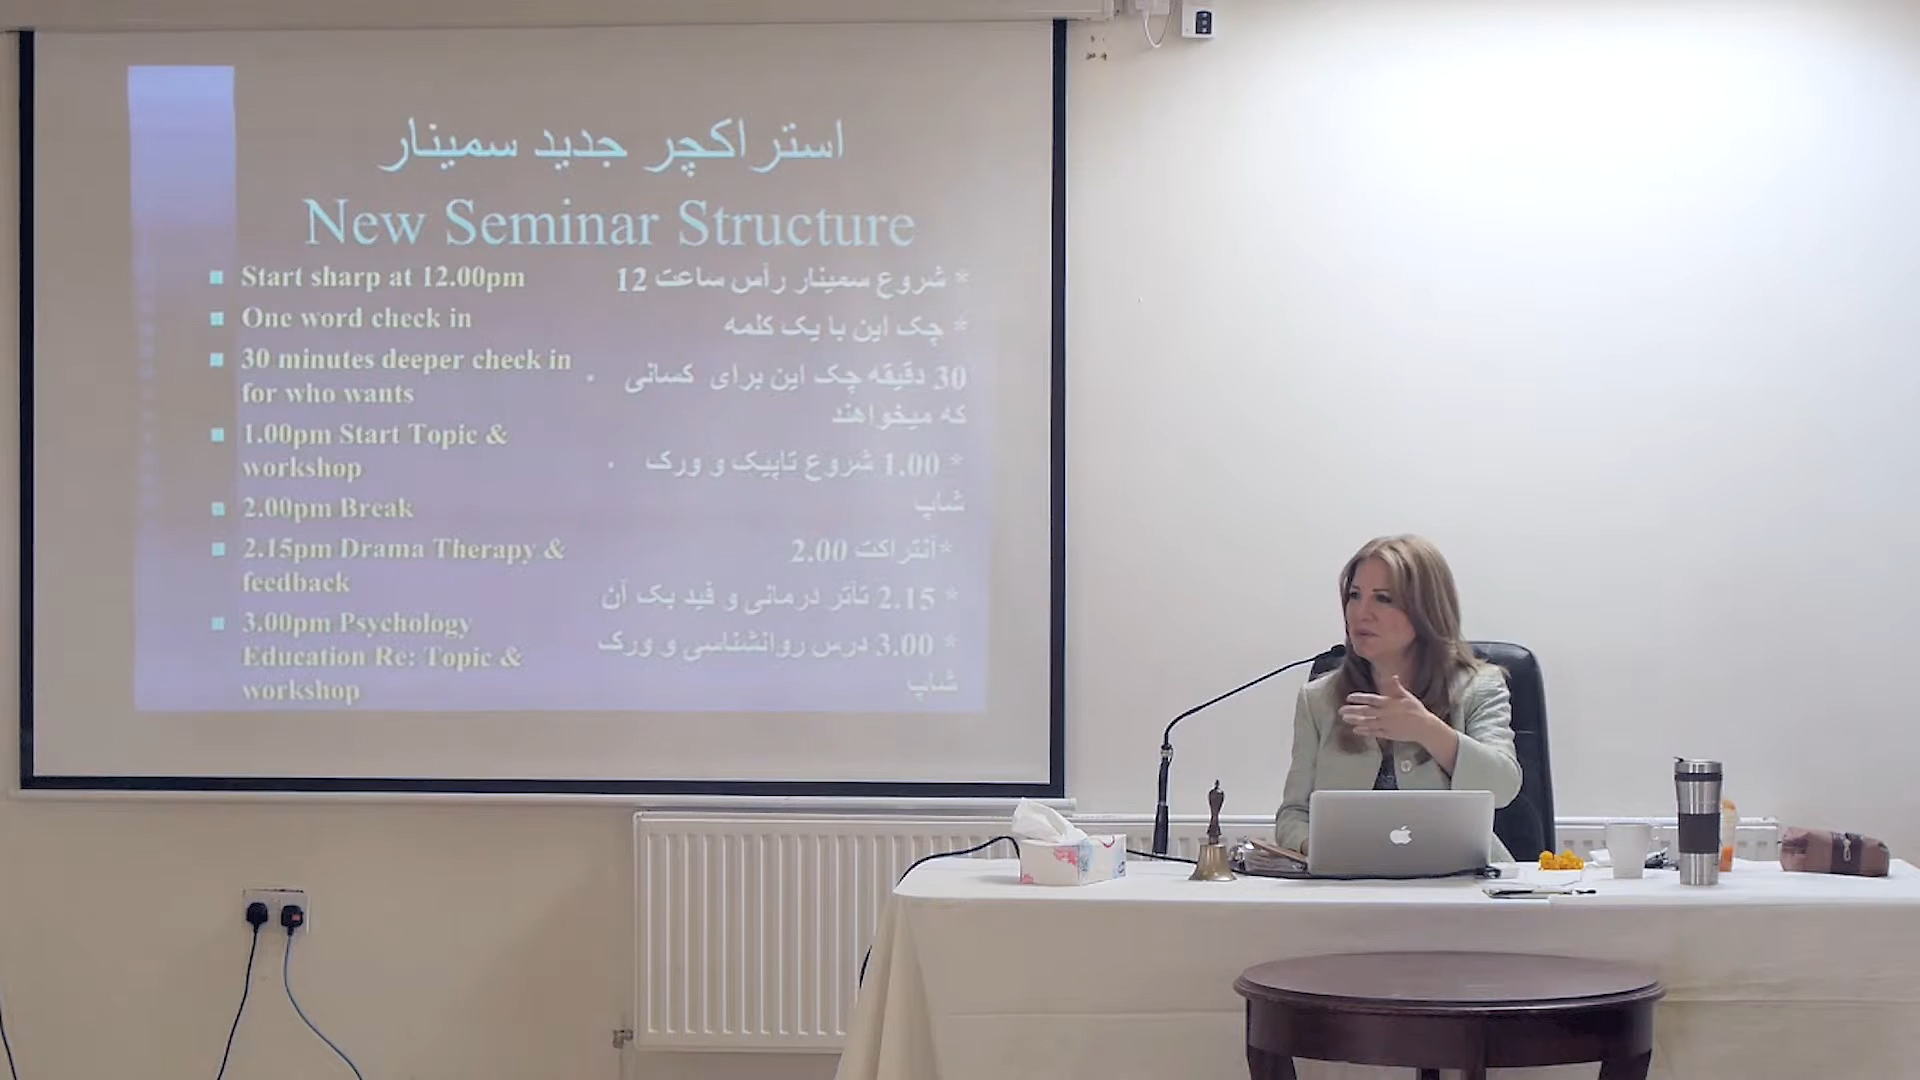 استراکچر جدید سمینار
New Seminar Structure
Start sharp at 12.00pm
One word check in
30 minutes deeper check in
for who wants
1.00pm Start Topic &
workshop
2.00pm Break
2.15pm Drama Therapy &
feedback
3.00pm Psychology
Education Re: Topic &
workshop
* شروع سمینار رأس ساعت 12
* چک این با یک کلمه
30 دقیقه چک این برای کسانی
که میخواهند
* 1.00 شروع تاپیک و ورک
شاپ
*آنتراکت 2.00
* 2.15 تآتر درمانی و فید بک آن
* 3.00 درس روانشناسی و ورک
شاپ